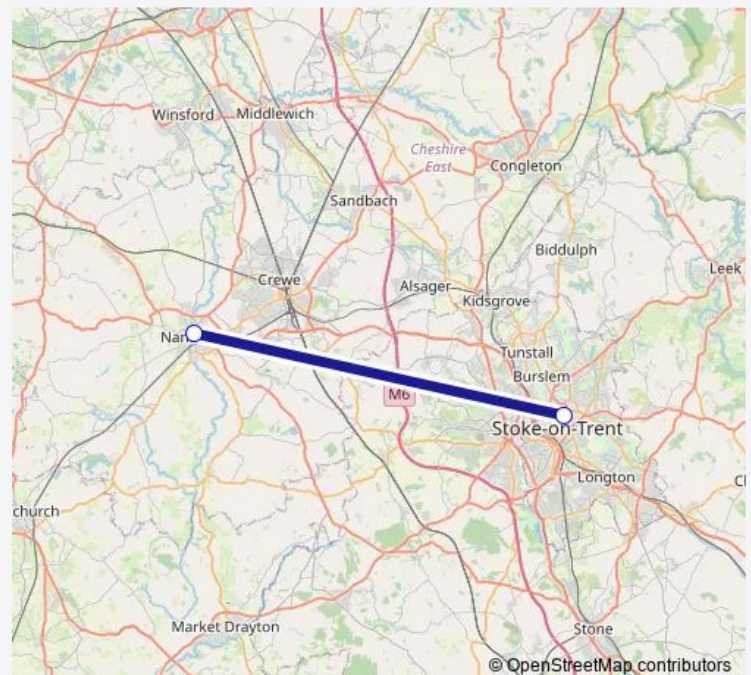 Winsford
Middlewich
Cheshire
East
Congleton
Sandbach
Biddulph
Leek
Crewe
Alsager
Kidsgrove
Nan
Tunstall
Burslem
M6
Stoke-on-Trent
Longton
church
Market Drayton
Stone
© OpenStreetMap contributors